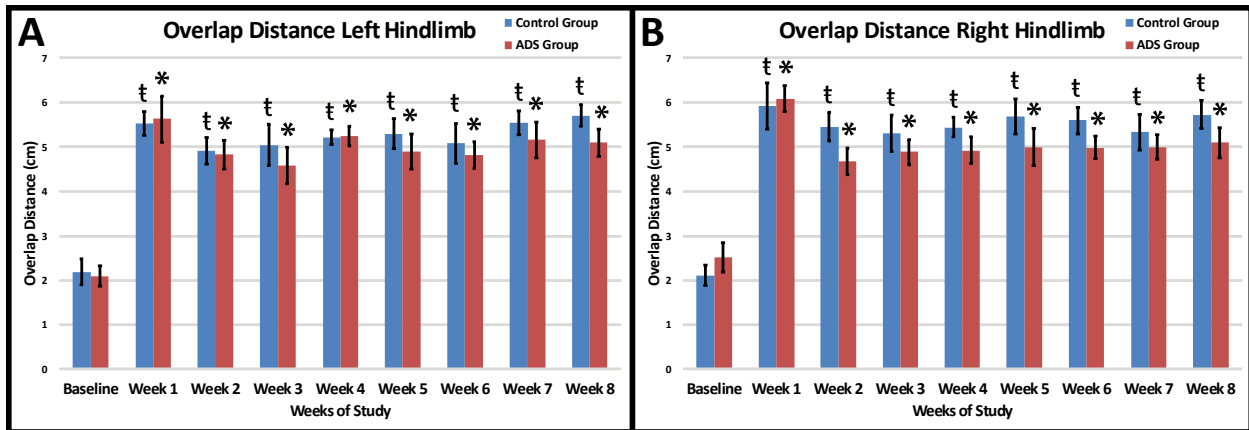 A
Overlap Distance Left Hindlimb
Control Group
ADS Group
7
6
5
4
3
2
1
0
Overlap Distance (cm)
ŧ * ŧ * ŧ * ŧ * ŧ * ŧ * ŧ * ŧ *
Baseline Week 1 Week 2 Week 3 Week 4 Week 5 Week 6 Week 7 Week 8
Weeks of Study
B
Overlap Distance Right Hindlimb
Control Group
ADS Group
7
6
5
4
3
2
1
0
Overlap Distance (cm)
ŧ * ŧ * ŧ * ŧ * ŧ * ŧ * ŧ * ŧ *
Baseline Week 1 Week 2 Week 3 Week 4 Week 5 Week 6 Week 7 Week 8
Weeks of Study